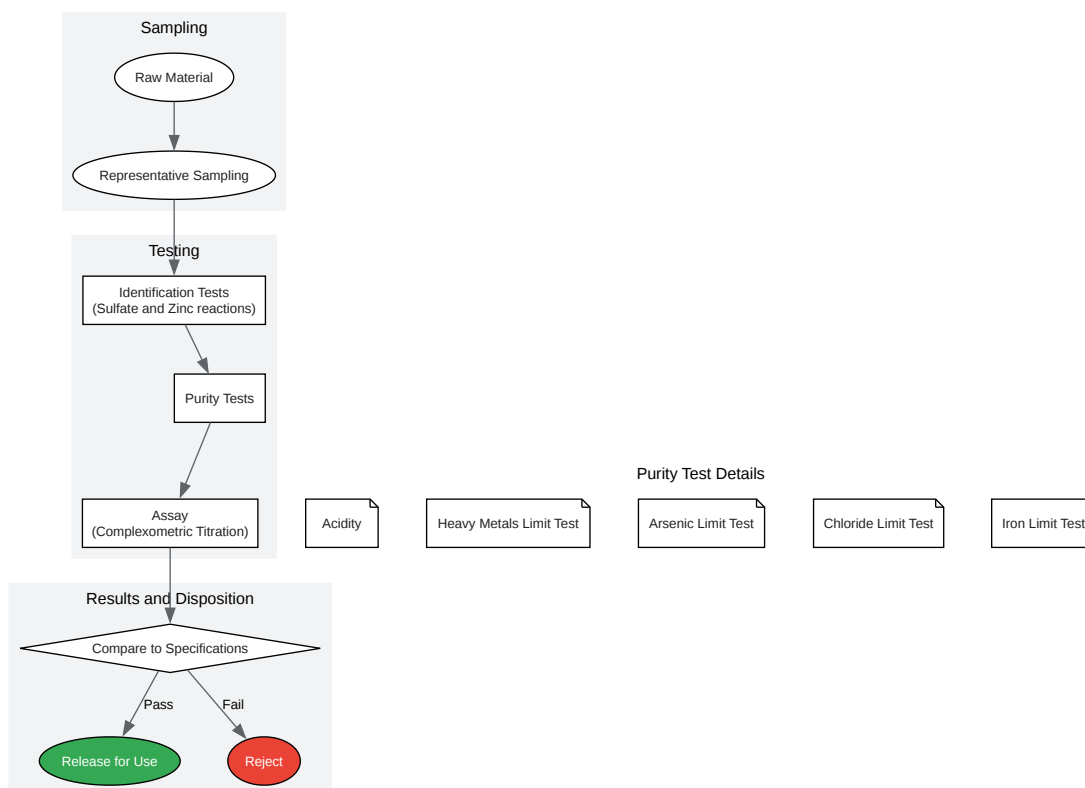 Sampling
Raw Material
Representative Sampling
Testing
Identification Tests
(Sulfate and Zinc reactions)
Purity Tests
Purity Test Details
Assay
(Complexometric Titration)
Acidity
Heavy Metals Limit Test
Arsenic Limit Test
Chloride Limit Test
Iron Limit Test
Results and Disposition
Compare to Specifications
Pass
Fail
Release for Use
Reject